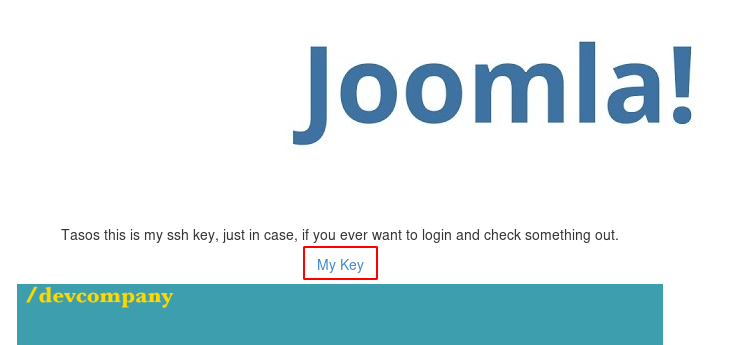 Joomla!
Tasos this is my ssh key, just in case, if you ever want to login and check something out.
My Key
/devcompany